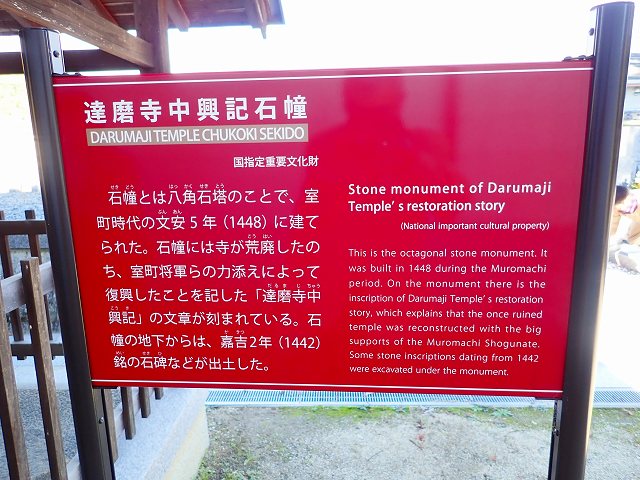 達磨寺中興記石幢
DARUMAJI TEMPLE CHUKOKI SEKIDO
国指定重要文化財
石幢とは八角石塔のことで、室
町時代の文安5年（1448）に建て
られた。石幢には寺が荒廃したの
ち、室町将軍らの力添えによって
復興したことを記した「達磨寺中
興記」の文章が刻まれている。石
幢の地下からは、嘉吉2年（1442）
銘の石碑などが出土した。
Stone monument of Darumaji
Temple's restoration story
(National important cultural property)
This is the octagonal stone monument. It
was built in 1448 during the Muromachi
period. On the monument there is the
inscription of Darumaji Temple's restoration
story, which explains that the once ruined
temple was reconstructed with the big
supports of the Muromachi Shogunate.
Some stone inscriptions dating from 1442
were excavated under the monument.